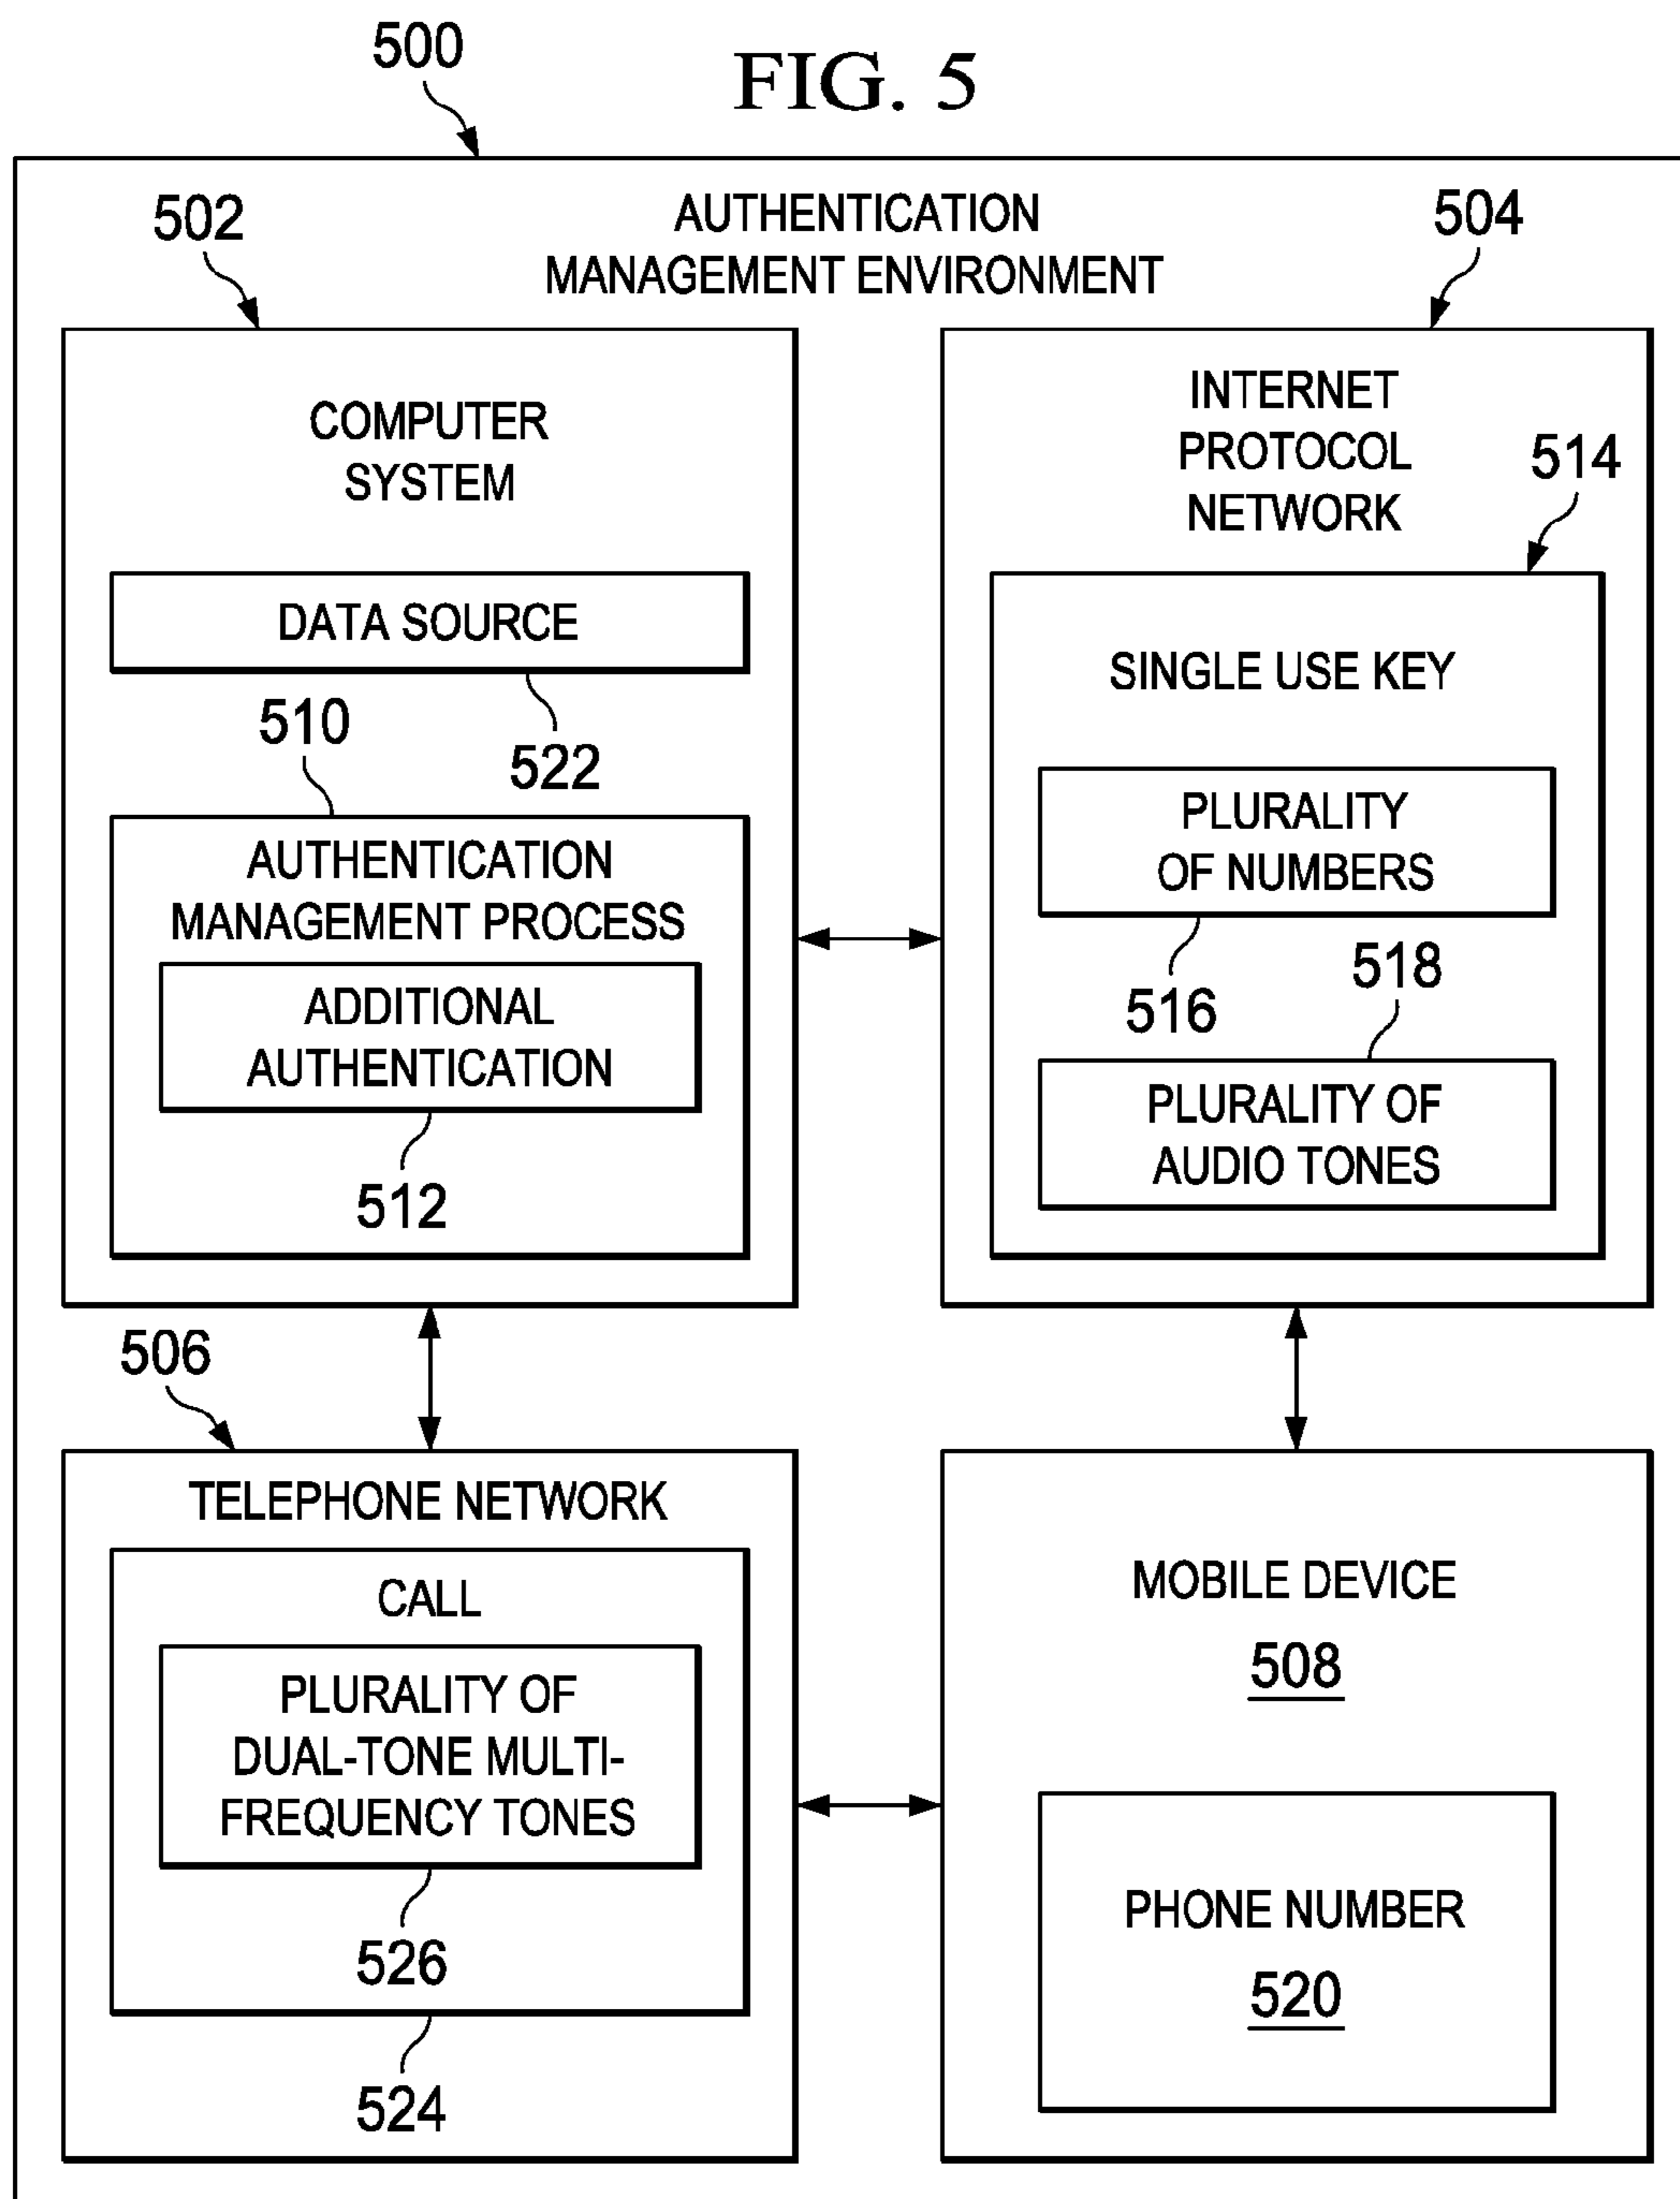 500
FIG. 5
502
AUTHENTICATION
MANAGEMENT ENVIRONMENT
504
COMPUTER
SYSTEM
DATA SOURCE
522
510
AUTHENTICATION
MANAGEMENT PROCESS
ADDITIONAL
AUTHENTICATION
512
INTERNET
PROTOCOL
NETWORK
514
SINGLE USE KEY
PLURALITY
OF NUMBERS
516
518
PLURALITY OF
AUDIO TONES
506
TELEPHONE NETWORK
CALL
PLURALITY OF
DUAL-TONE MULTI-
FREQUENCY TONES
526
524
MOBILE DEVICE
508
PHONE NUMBER
520